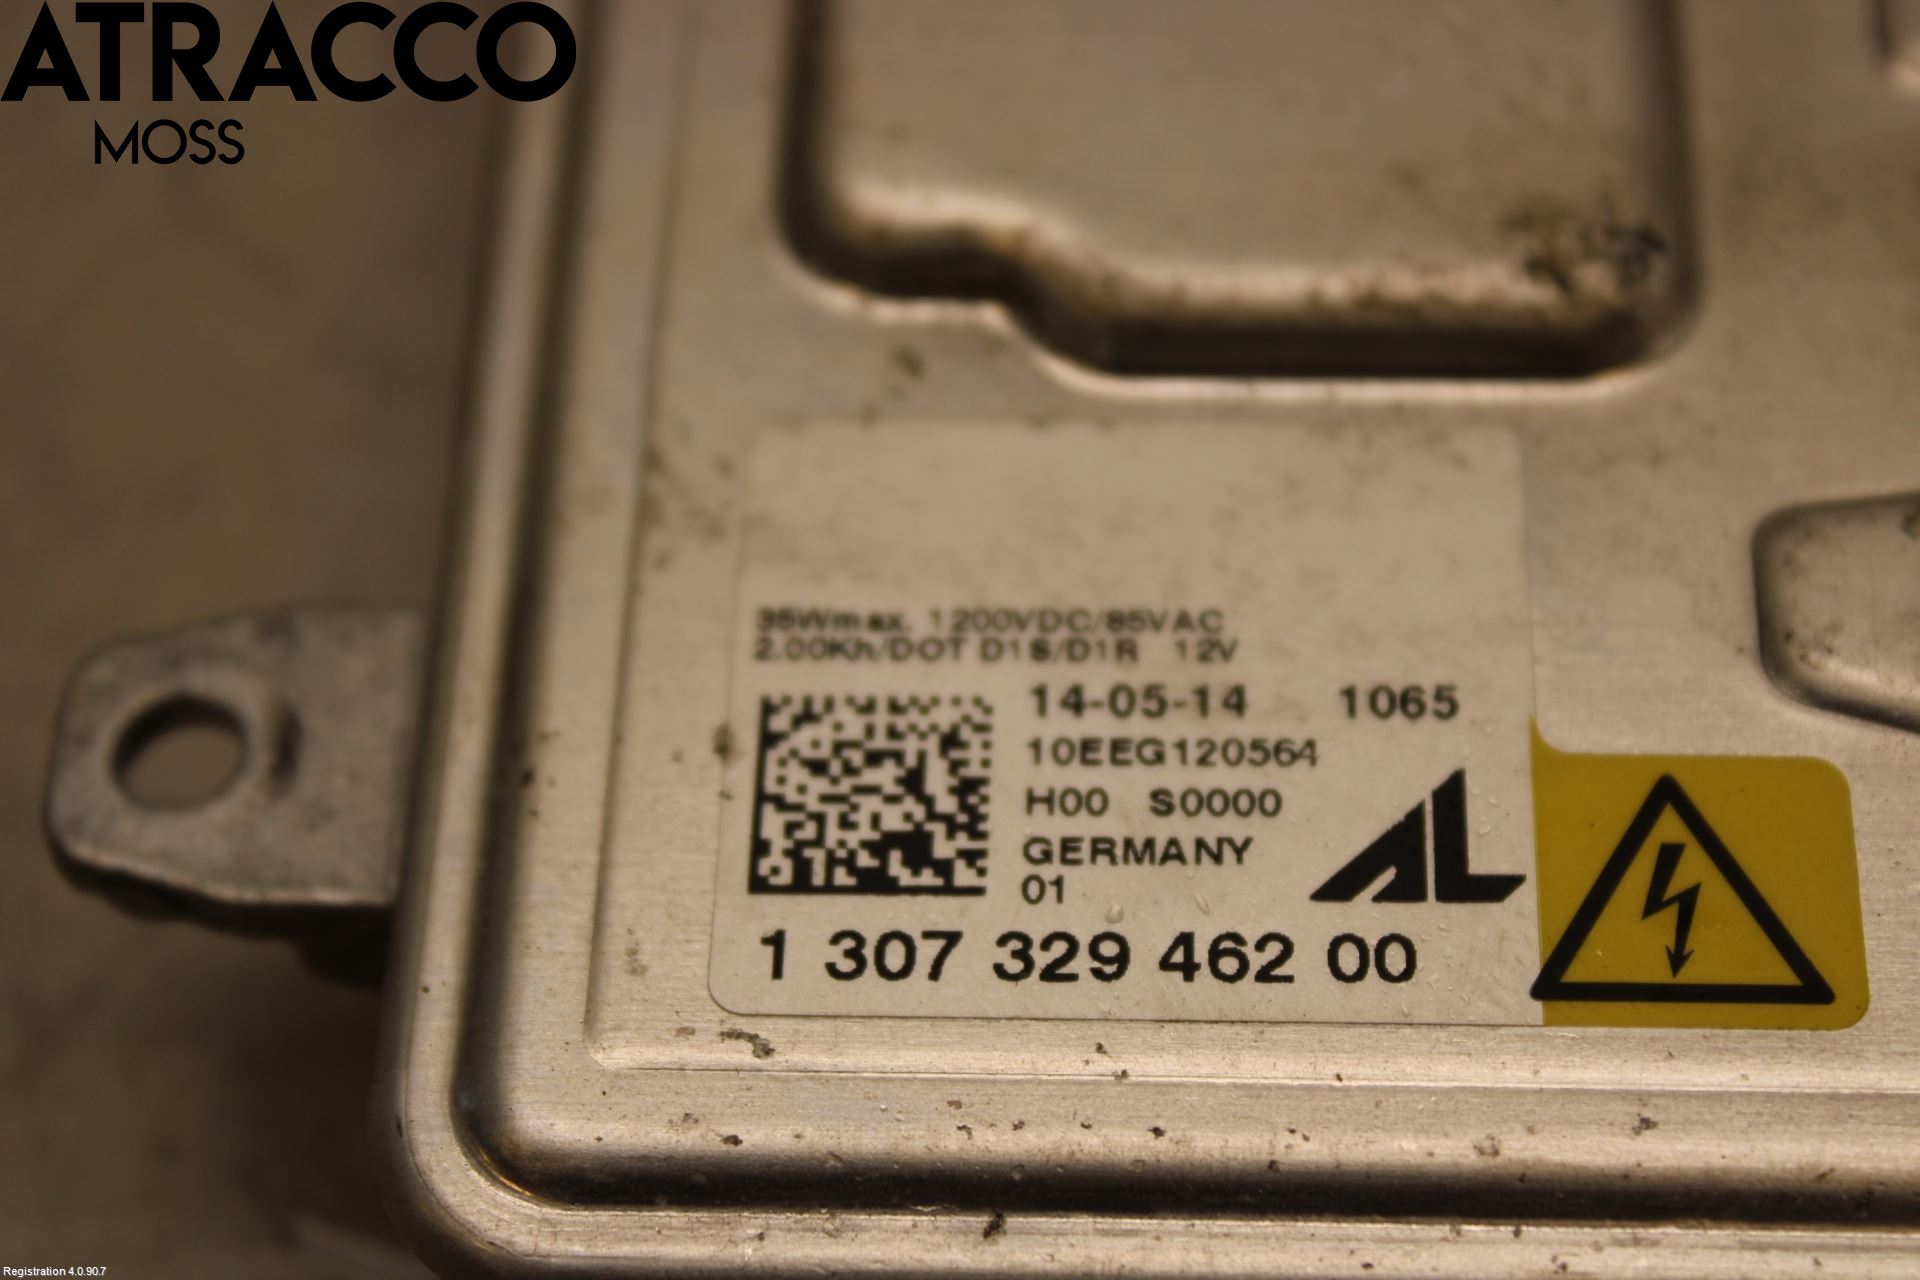 ATRACCO
MOSS
35Wmax. 1200VDC/85VAC
2.00Kh/DOT D1S/D1R 12V
14-05-14 1065
10EEG120564
H00 S0000
GERMANY
01
AL
1 307 329 462 00
Registration 4.0.90.7